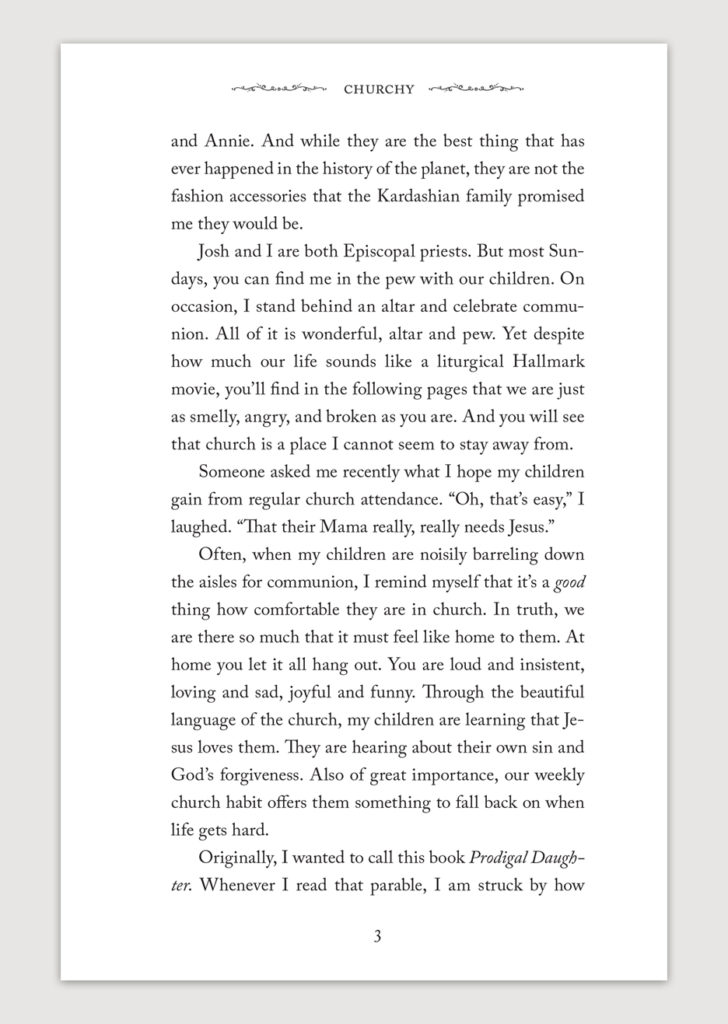 CHURCHY
and Annie. And while they are the best thing that has
ever happened in the history of the planet, they are not the
fashion accessories that the Kardashian family promised
me they would be.
Josh and I are both Episcopal priests. But most Sun-
days, you can find me in the pew with our children. On
occasion, I stand behind an altar and celebrate commu-
nion. All of it is wonderful, altar and pew. Yet despite
how much our life sounds like a liturgical Hallmark
movie, you’ll find in the following pages that we are just
as smelly, angry, and broken as you are. And you will see
that church is a place I cannot seem to stay away from.
Someone asked me recently what I hope my children
gain from regular church attendance. “Oh, that’s easy,” I
laughed. “That their Mama really, really needs Jesus.”
Often, when my children are noisily barreling down
the aisles for communion, I remind myself that it’s a good
thing how comfortable they are in church. In truth, we
are there so much that it must feel like home to them. At
home you let it all hang out. You are loud and insistent,
loving and sad, joyful and funny. Through the beautiful
language of the church, my children are learning that Je-
sus loves them. They are hearing about their own sin and
God’s forgiveness. Also of great importance, our weekly
church habit offers them something to fall back on when
life gets hard.
Originally, I wanted to call this book Prodigal Daugh-
ter. Whenever I read that parable, I am struck by how
3